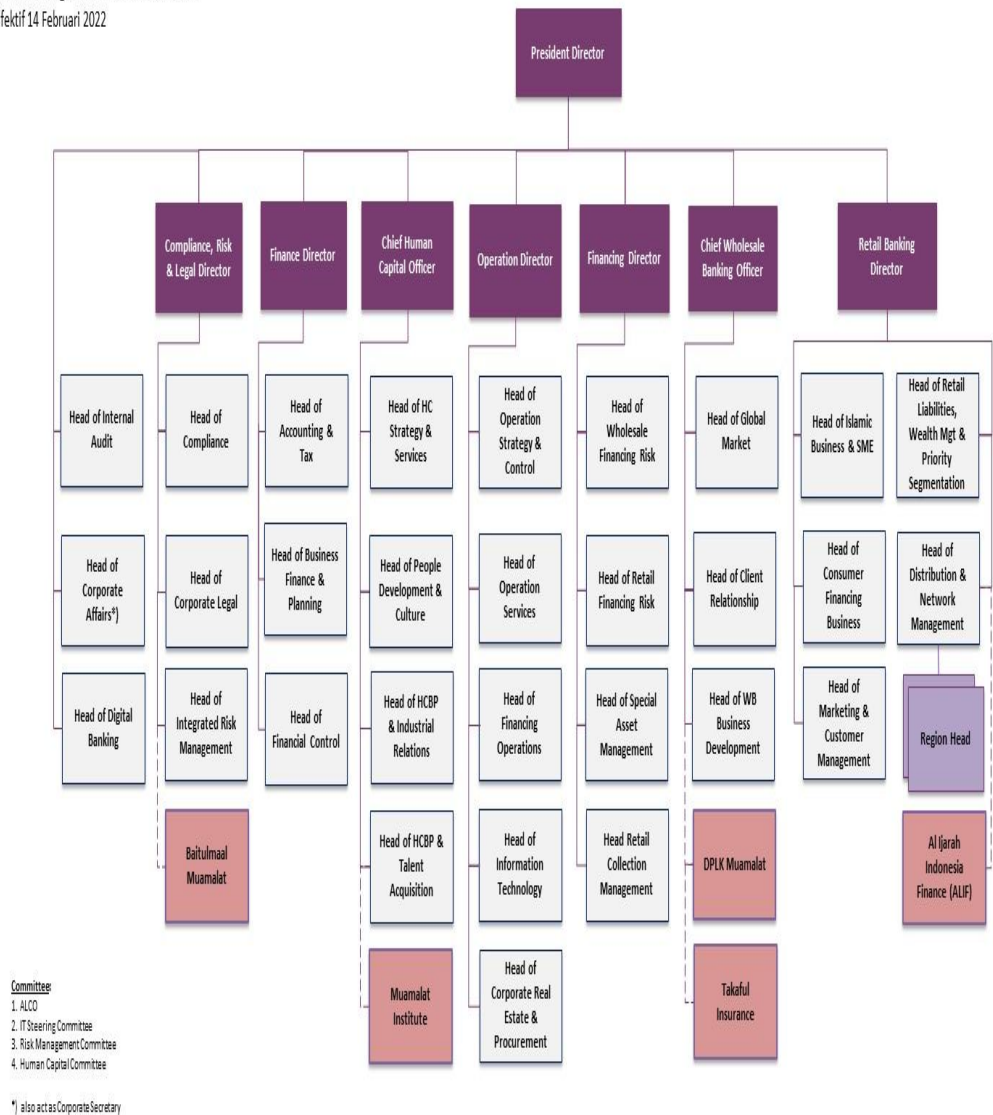 14 Februari 2022
President Director
Compliance, Risk
& Legal Director
Finance Director
Chief Human
Capital Officer
Operation Director
Financing Director
Chief Wholesale
Banking Officer
Retail Banking
Director
Head of Internal
Audit
Head of
Compliance
Head of
Accounting &
Tax
Head of HC
Strategy &
Services
Head of
Operation
Strategy &
Control
Head of
Wholesale
Financing Risk
Head of Global
Market
Head of Islamic
Business & SME
Head of Retail
Liabilities,
Wealth Mgt &
Priority
Segmentation
Head of
Corporate
Affairs*)
Head of
Corporate Legal
Head of Business
Finance &
Planning
Head of People
Development &
Culture
Head of
Operation
Services
Head of Retail
Financing Risk
Head of Client
Relationship
Head of
Consumer
Financing
Business
Head of
Distribution &
Network
Management
Head of Digital
Banking
Head of
Integrated Risk
Management
Head of
Financial Control
Head of HCBP
& Industrial
Relations
Head of
Financing
Operations
Head of Special
Asset
Management
Head of WB
Business
Development
Head of
Marketing &
Customer
Management
Region Head
Baitulmaal
Muamalat
Head of HCBP &
Talent
Acquisition
Head of
Information
Technology
Head Retail
Collection
Management
DPLK Muamalat
Al Ijarah
Indonesia
Finance (ALIF)
Muamalat
Institute
Head of
Corporate Real
Estate &
Procurement
Takaful
Insurance
Committee:
1. ALCO
2. IT Steering Committee
3. Risk Management Committee
4. Human Capital Committee
*) also act as Corporate Secretary